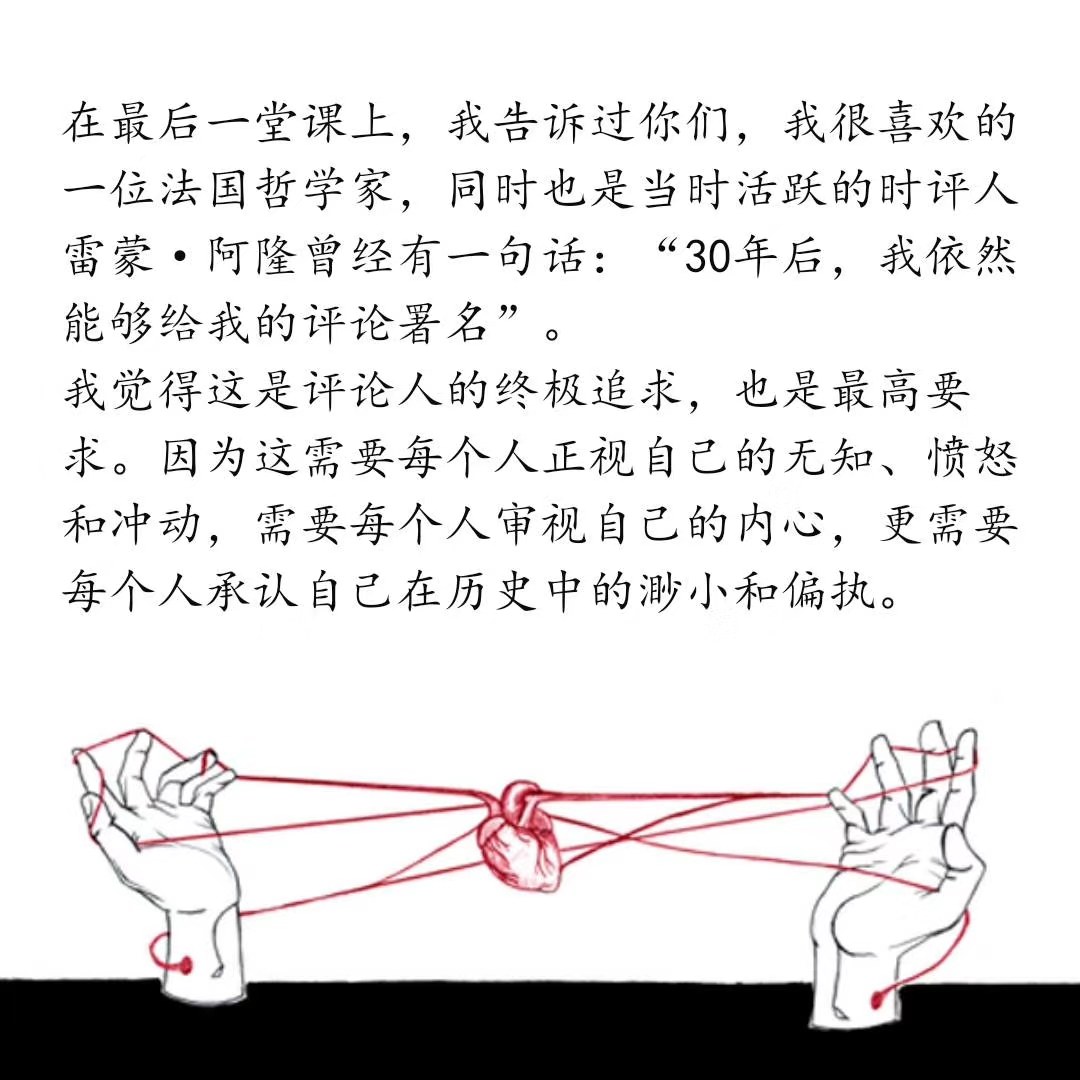 在最后一堂课上，我告诉过你们，我很喜欢的
一位法国哲学家，同时也是当时活跃的时评人
雷蒙·阿隆曾经有一句话：“30年后，我依然
能够给我的评论署名”。
我觉得这是评论人的终极追求，也是最高要
求。因为这需要每个人正视自己的无知、愤怒
和冲动，需要每个人审视自己的内心，更需要
每个人承认自己在历史中的渺小和偏执。